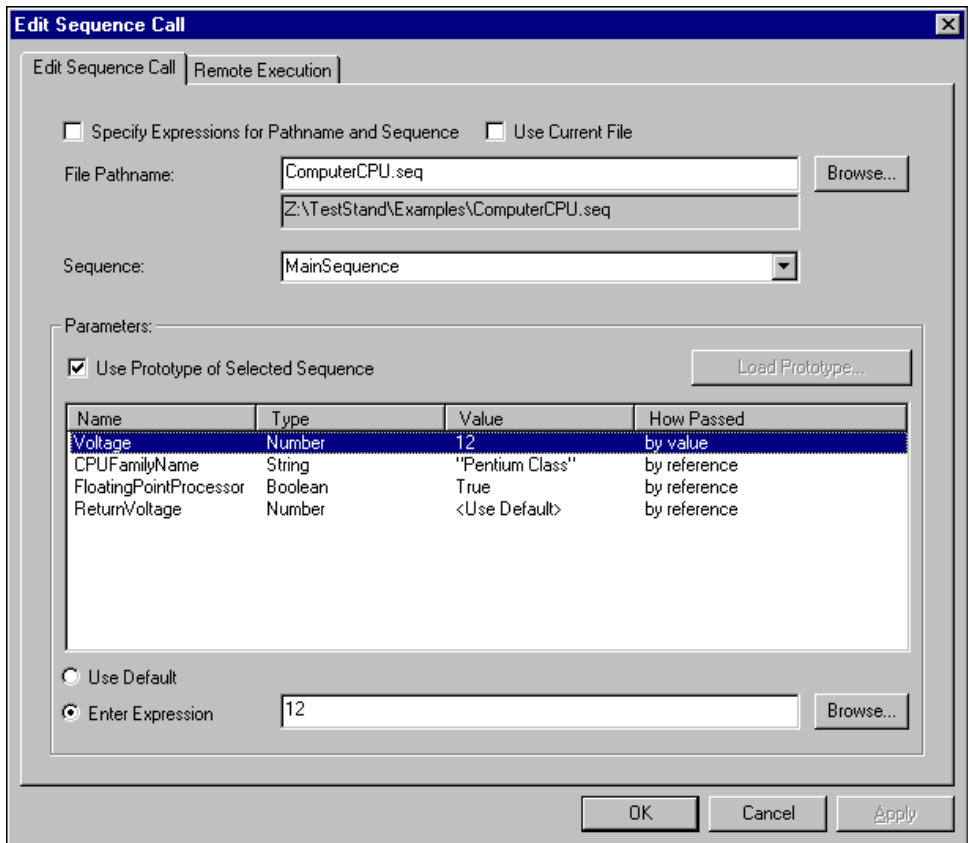 Edit Sequence Call
Edit Sequence Call Remote Execution
Specify Expressions for Pathname and Sequence Use Current File
File Pathname: ComputerCPU.seq Browse...
Z:\TestStand\Examples\ComputerCPU.seq
Sequence: MainSequence
Parameters:
Use Prototype of Selected Sequence Load Prototype...
Name Type Value How Passed
Voltage Number 12 by value
CPUFamilyName String "Pentium Class" by reference
FloatingPointProcessor Boolean True by reference
ReturnVoltage Number <Use Default> by reference
Use Default
Enter Expression 12 Browse...
OK Cancel Apply